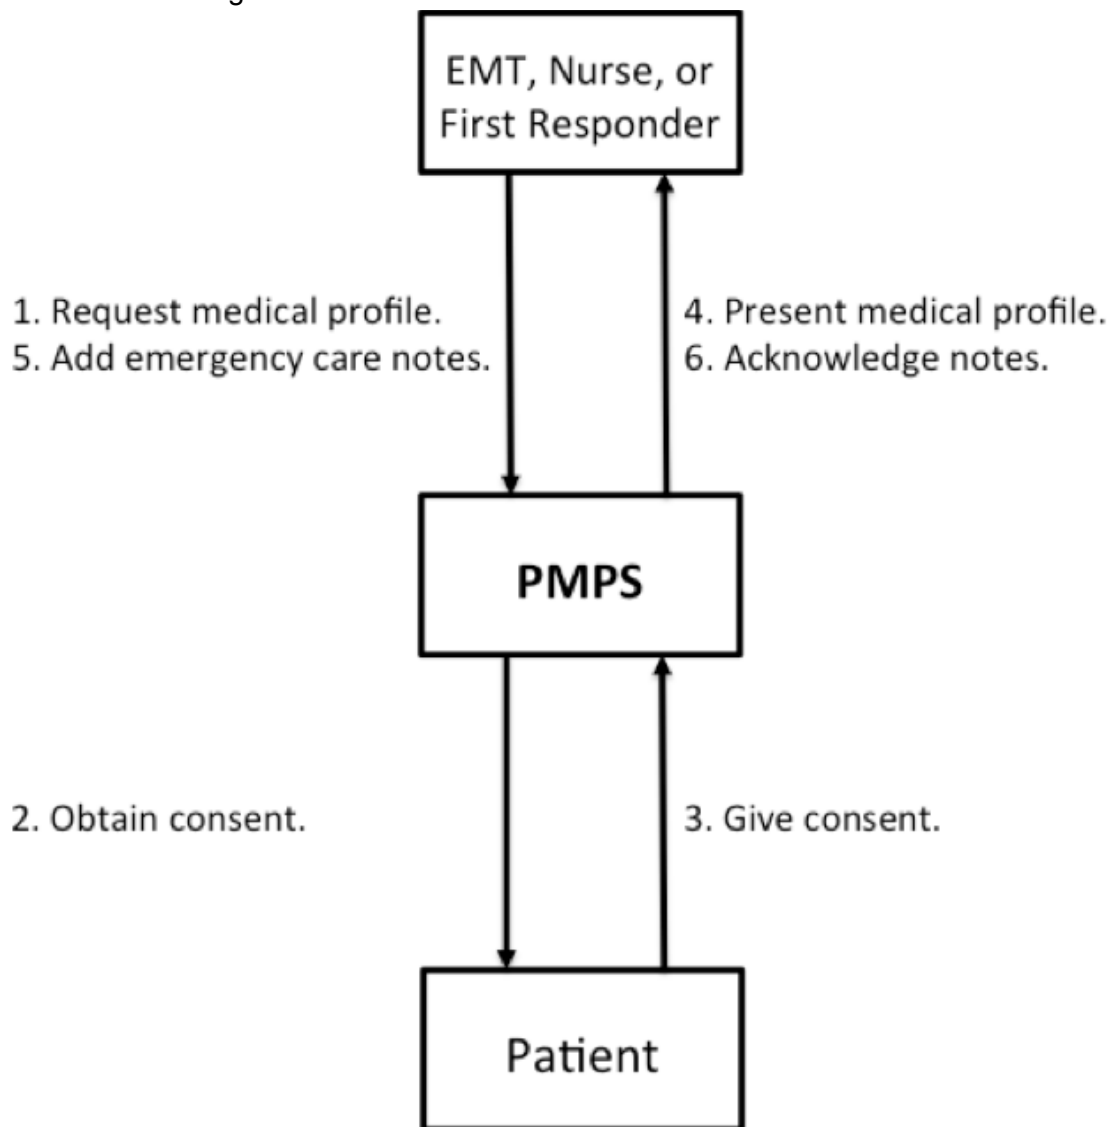 EMT, Nurse, or
First Responder
1. Request medical profile.
5. Add emergency care notes.
4. Present medical profile.
6. Acknowledge notes.
PMPS
2. Obtain consent.
3. Give consent.
Patient